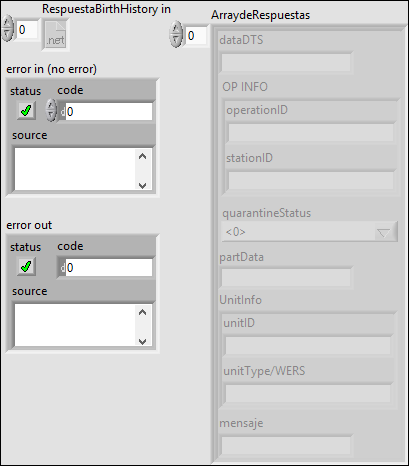 RespuestaBirthHistory in
0
.net
error in (no error)
status
code
d0
source
error out
status
code
d0
source
ArraydeRespuestas
0
dataDTS
OP INFO
operationID
stationID
quarantineStatus
<0>
partData
UnitInfo
unitID
unitType/WERS
mensaje